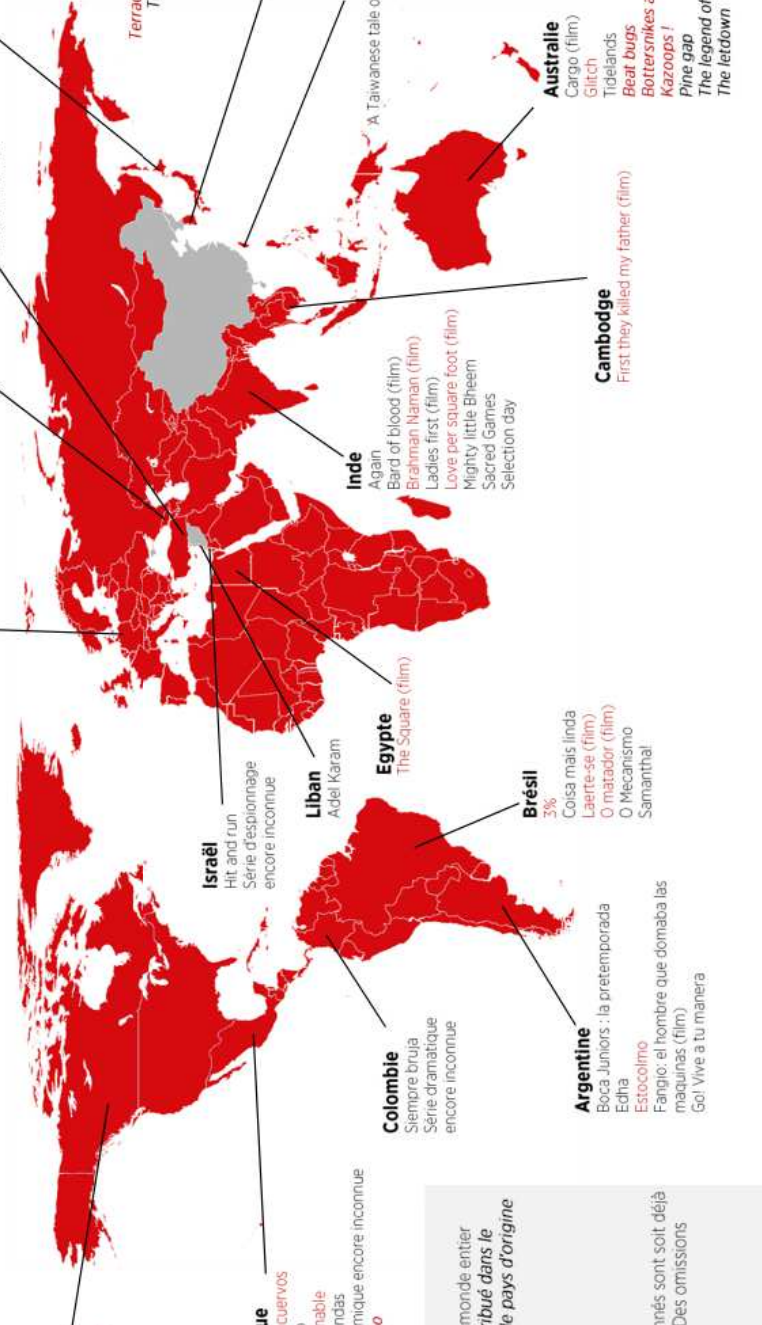 ue
cuervos
nable
ndas
mique encore inconnue
o
monde entier
ribué dans le
le pays d'origine
nnés sont soit déjà
Des omissions
Colombie
Siempre bruja
Série dramatique
encore inconnue
Argentine
Boca Juniors : la pretemporada
Edha
Estocolmo
Fangio: el hombre que domaba las
maquinas (film)
Go! Vive a tu manera
Israël
Hit and run
Série d'espionnage
encore inconnue
Liban
Adel Karam
Egypte
The Square (film)
Brésil
3%
Coisa mais linda
Laerte-se (film)
O matador (film)
O Mecanismo
Samantha!
Inde
Again
Bard of blood (film)
Brahman Naman (film)
Ladies first (film)
Love per square foot (film)
Mighty little Bheem
Sacred Games
Selection day
Cambodge
First they killed my father (film)
Terrac
T
A Taiwanese tale o
Australie
Cargo (film)
Glitch
Tidelands
Beat bugs
Bottersnikes a
Kazoops !
Pine gap
The legend of
The letdown